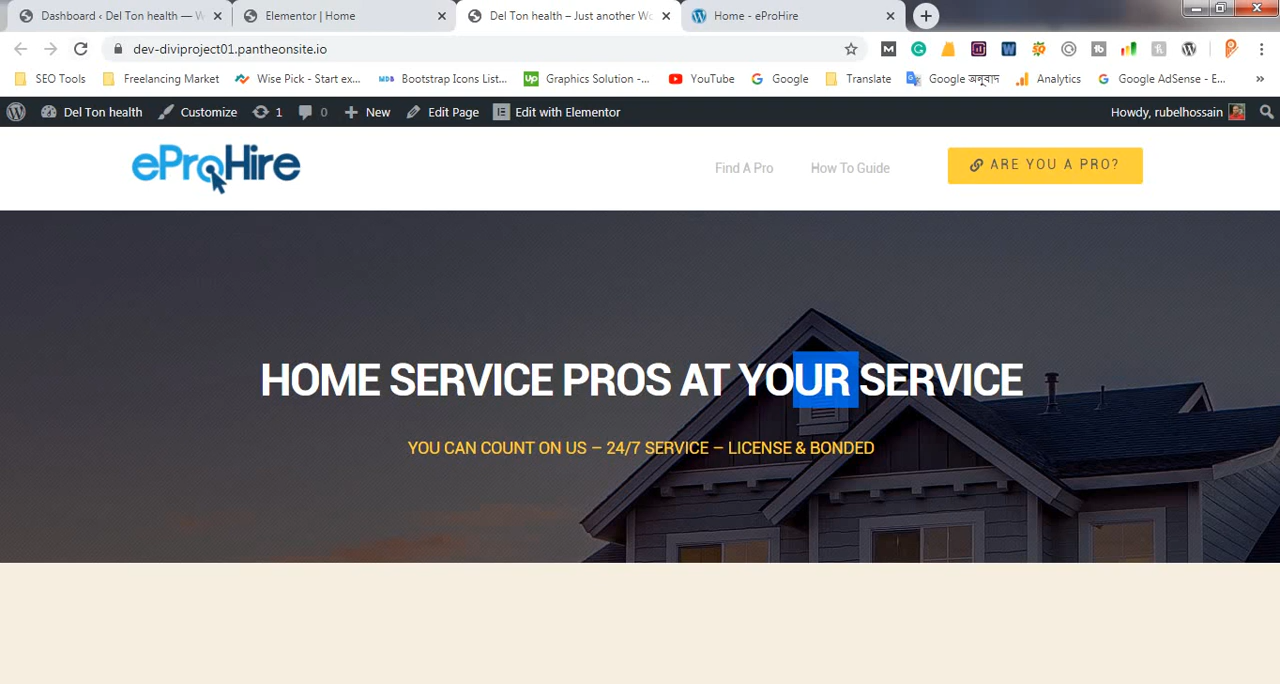 Dashboard ‹ Del Ton health — W
Elementor | Home
Del Ton health – Just another Wo
Home - eProHire
dev-diviproject01.pantheonsite.io
SEO Tools
Freelancing Market
Wise Pick - Start ex...
MDB Bootstrap Icons List...
Up Graphics Solution -...
YouTube
Google
Translate
Google অনুবাদ
Analytics
Google AdSense - E...
»
Del Ton health
Customize
1
0
New
Edit Page
Edit with Elementor
Howdy, rubelhossain
eProHire
Find A Pro
How To Guide
ARE YOU A PRO?
HOME SERVICE PROS AT YOUR SERVICE
YOU CAN COUNT ON US – 24/7 SERVICE – LICENSE & BONDED